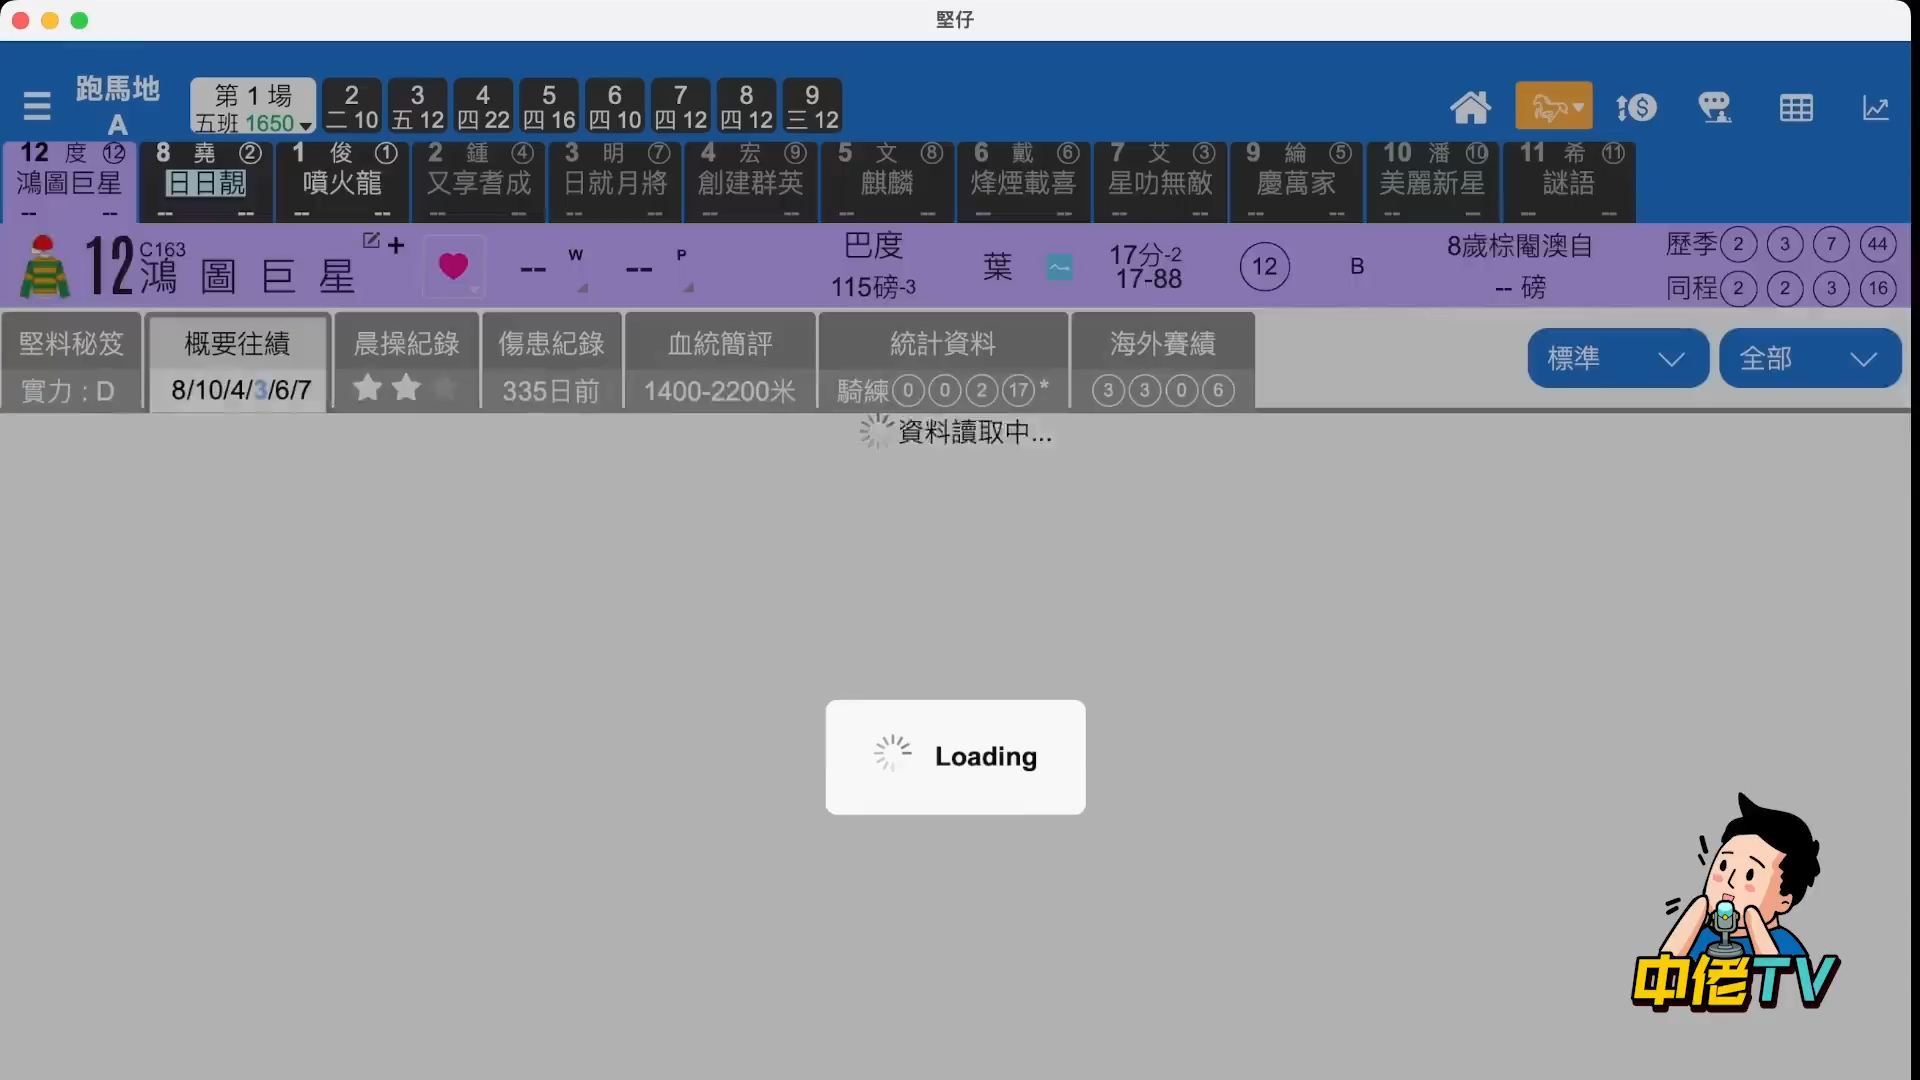 堅仔
跑馬地
A
第 1 場
五班 1650
2
二 10
3
五 12
4
四 22
5
四 16
6
四 10
7
四 12
8
四 12
9
三 12
12 度 ⑫
鴻圖巨星
-- --
8 堯 ②
日日靚
-- --
1 俊 ①
噴火龍
-- --
2 鍾 ④
又享耆成
-- --
3 明 ⑦
日就月將
-- --
4 宏 ⑨
創建群英
-- --
5 文 ⑧
麒麟
-- --
6 戴 ⑥
烽煙載喜
-- --
7 艾 ③
星叻無敵
-- --
9 綸 ⑤
慶萬家
-- --
10 潘 ⑩
美麗新星
-- --
11 希 ⑪
謎語
-- --
12 C163
鴻圖巨星
+
-- W
-- P
巴度
115磅-3
葉
17分-2
17-88
12
B
8歲棕閹澳自
-- 磅
歷季 2 3 7 44
同程 2 2 3 16
堅料秘笈
實力 : D
概要往績
8/10/4/3/6/7
晨操紀錄
傷患紀錄
335日前
血統簡評
1400-2200米
統計資料
騎練 0 0 2 17 *
海外賽績
3 3 0 6
標準
全部
資料讀取中...
Loading
中佬TV